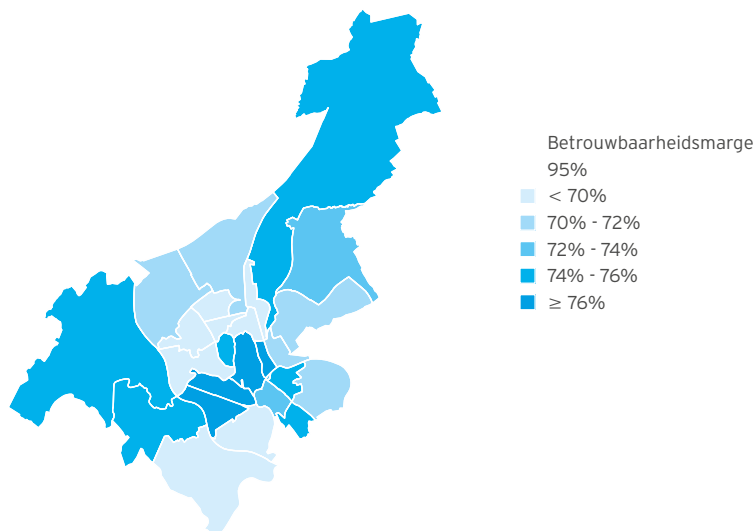 Betrouwbaarheidsmarge
95%
< 70%
70% - 72%
72% - 74%
74% - 76%
≥ 76%